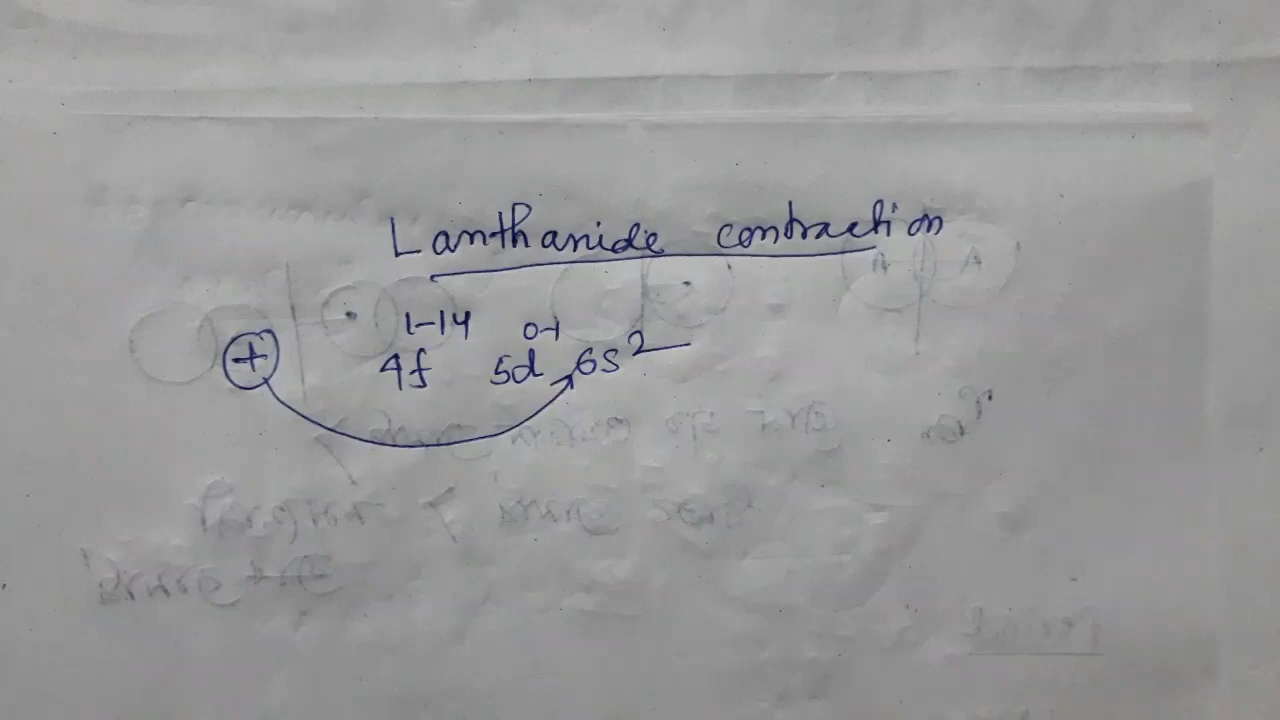 Lanthanide contraction
1-14 0-1
+ 4f 5d 6s2